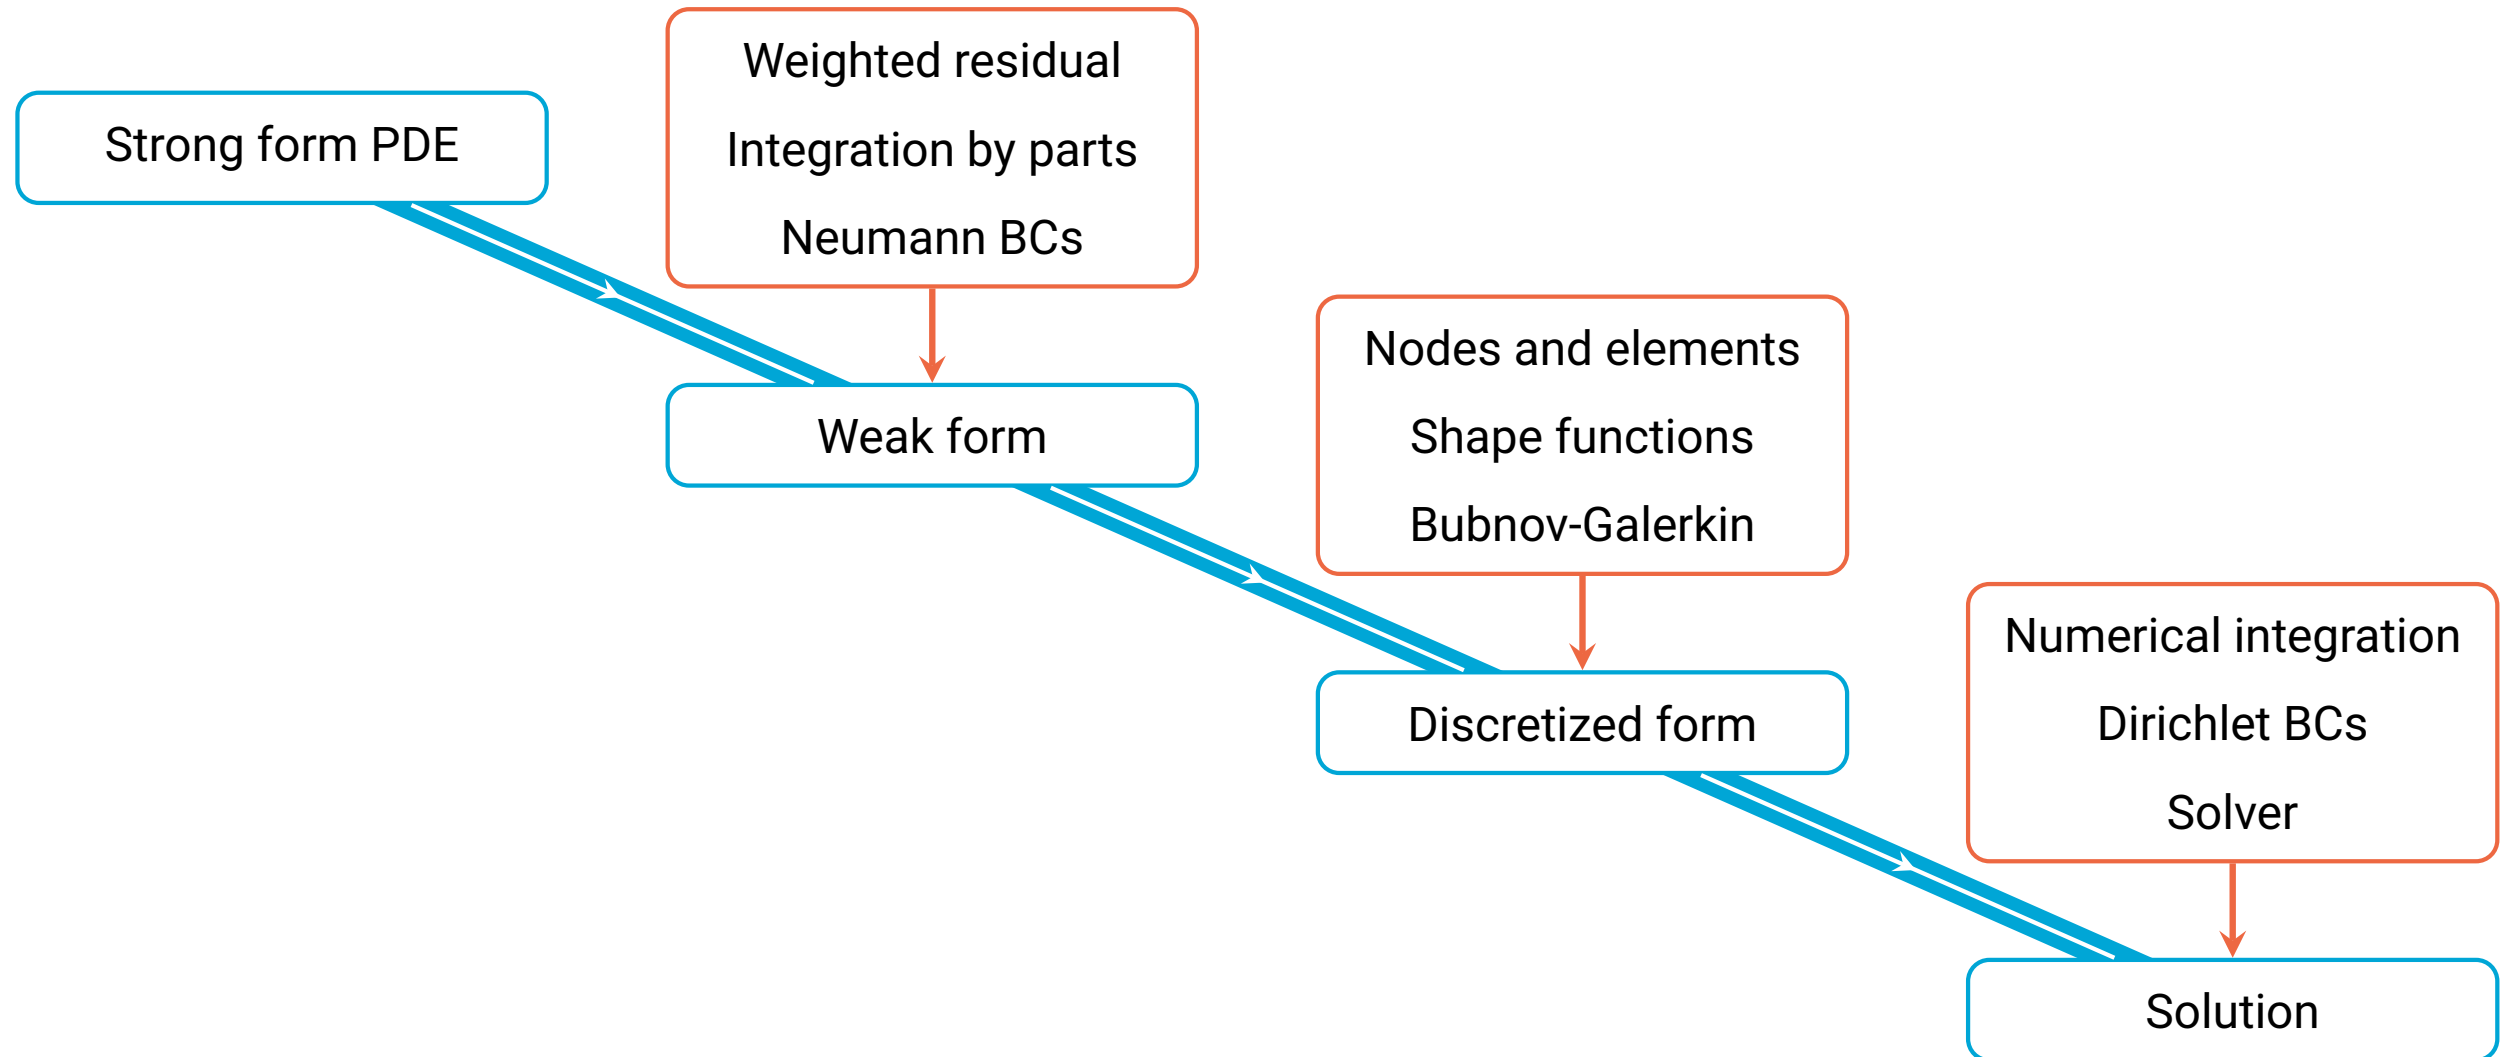 Strong form PDE
Weighted residual
Integration by parts
Neumann BCs
Weak form
Nodes and elements
Shape functions
Bubnov-Galerkin
Discretized form
Numerical integration
Dirichlet BCs
Solver
Solution